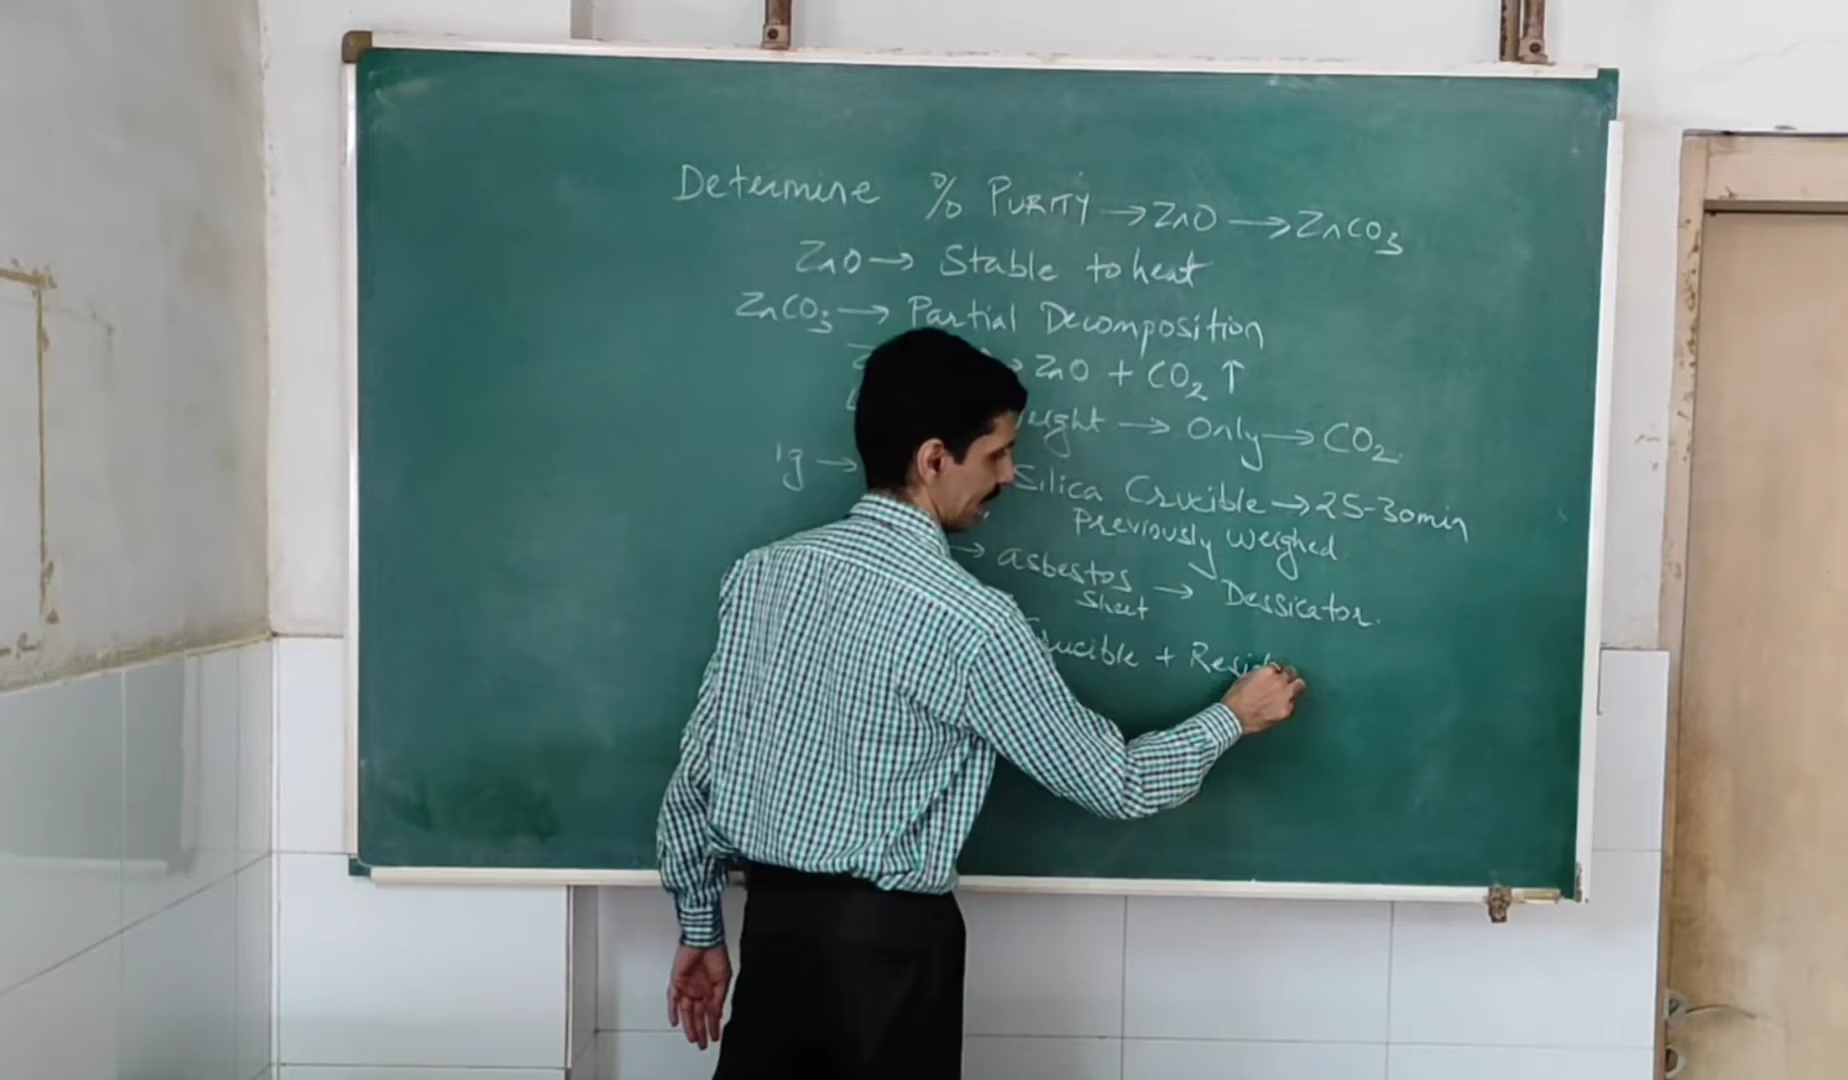 Determine % PURITY → ZnO → ZnCO3
ZnO → Stable to heat
ZnCO3 → Partial Decomposition
→ ZnO + CO2 ↑
→ Only → CO2.
1g → Silica Crucible → 25-30min
Previously weighed
→ asbestos → Dessicator.
Sheet
+